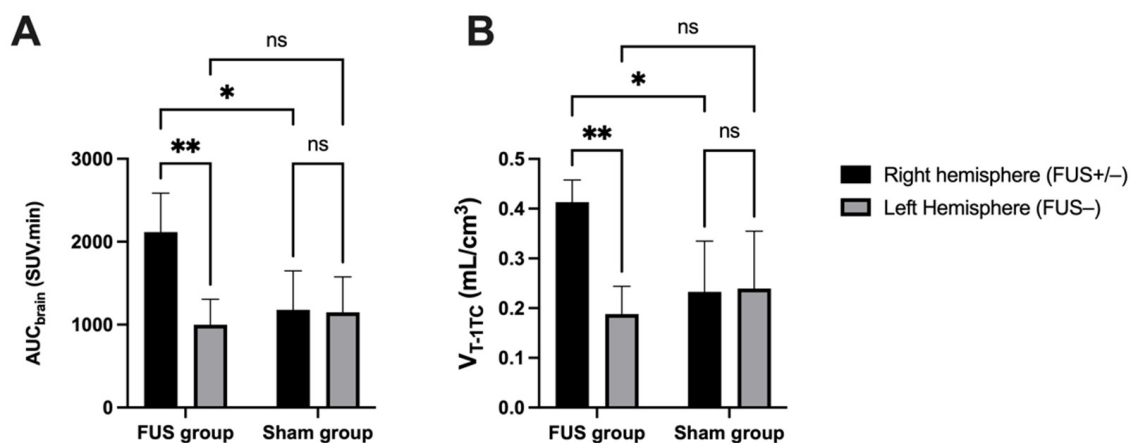 A
ns
*
**
ns
3000
2000
1000
0
AUCbrain (SUV.min)
FUS group
Sham group
B
ns
*
**
ns
0.5
0.4
0.3
0.2
0.1
0.0
VT-1TC (mL/cm³)
FUS group
Sham group
Right hemisphere (FUS+/–)
Left Hemisphere (FUS–)